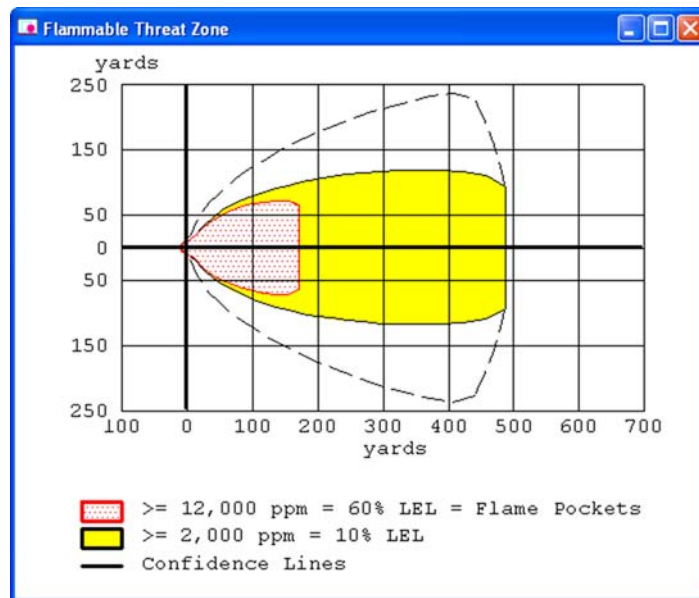 Flammable Threat Zone
yards
250
150
50
0
50
150
250
100 0 100 200 300 400 500 600 700
yards
>= 12,000 ppm = 60% LEL = Flame Pockets
>= 2,000 ppm = 10% LEL
Confidence Lines